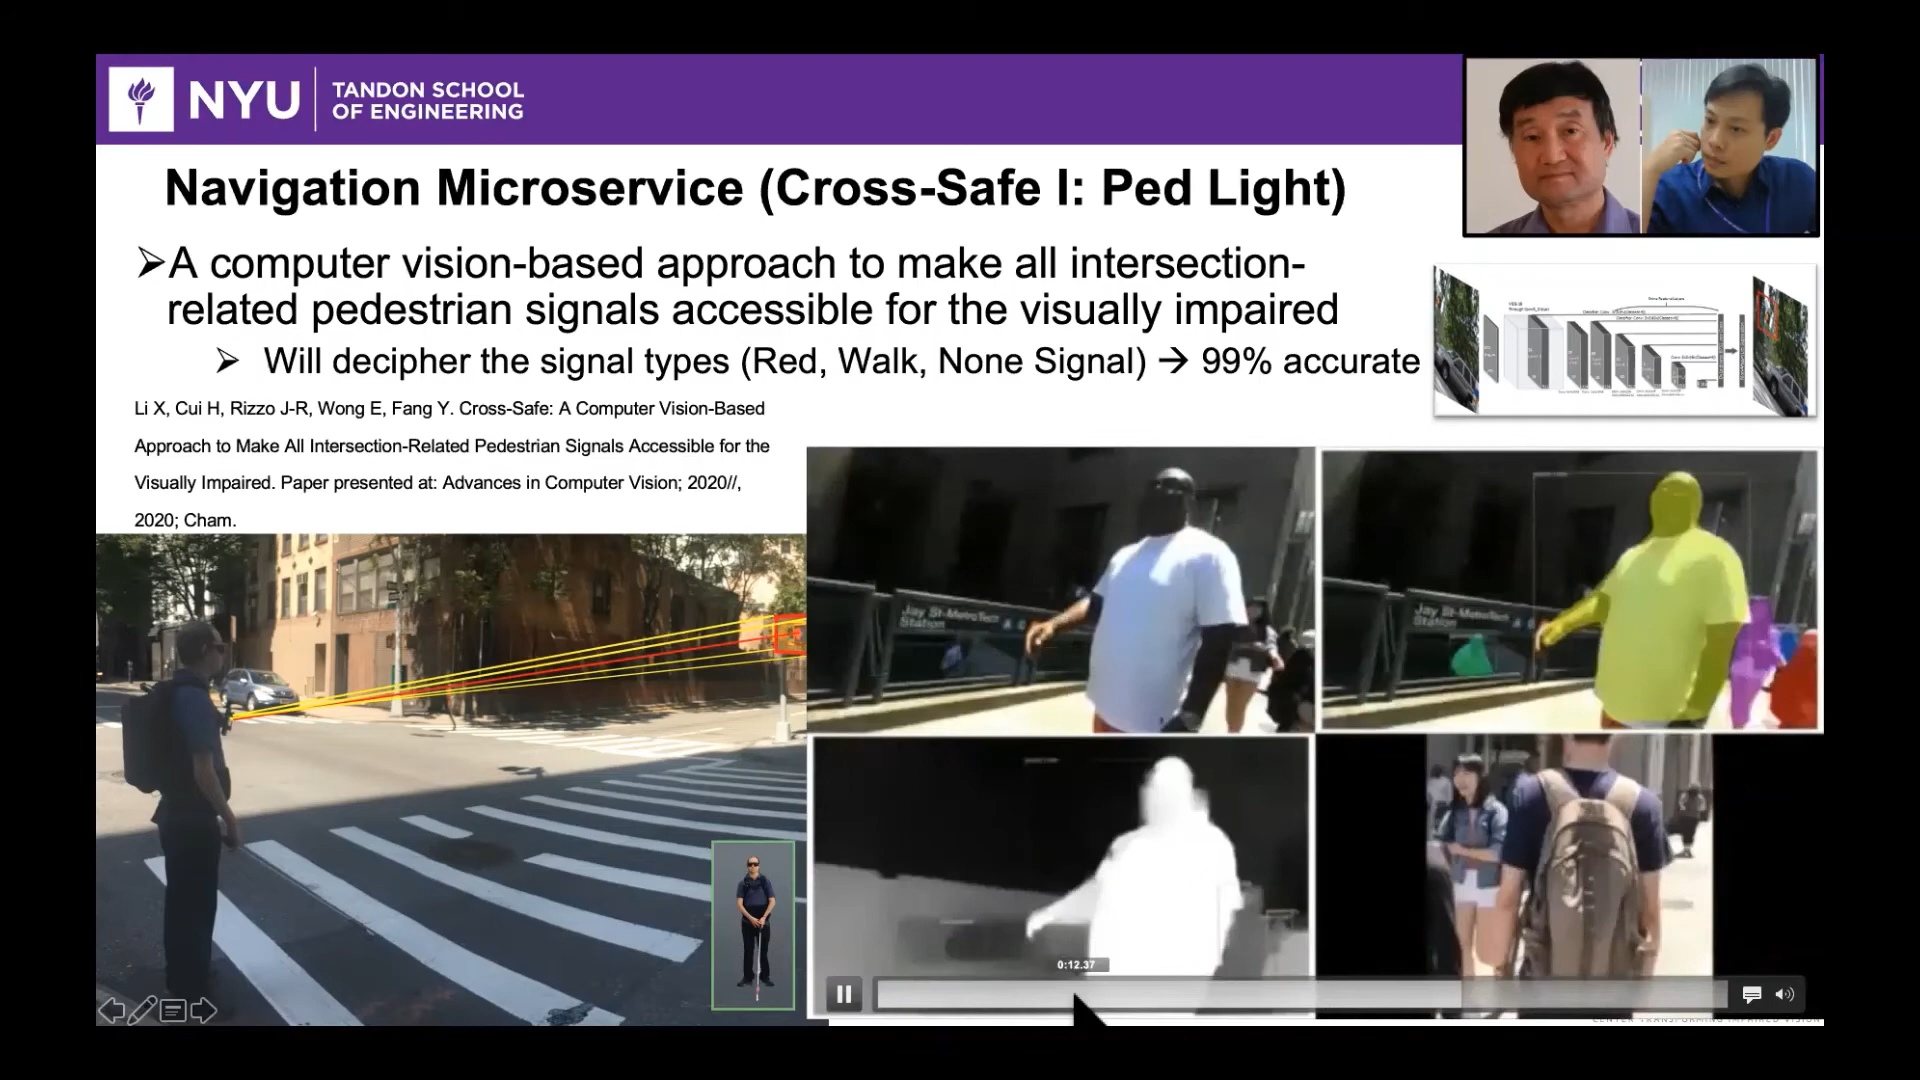 NYU
TANDON SCHOOL
OF ENGINEERING
Navigation Microservice (Cross-Safe I: Ped Light)
➢A computer vision-based approach to make all intersection-
related pedestrian signals accessible for the visually impaired
➢ Will decipher the signal types (Red, Walk, None Signal) → 99% accurate
Li X, Cui H, Rizzo J-R, Wong E, Fang Y. Cross-Safe: A Computer Vision-Based
Approach to Make All Intersection-Related Pedestrian Signals Accessible for the
Visually Impaired. Paper presented at: Advances in Computer Vision; 2020//,
2020; Cham.
Jay St-MetroTech
Station
Jay St-MetroTech
Station
0:12.37